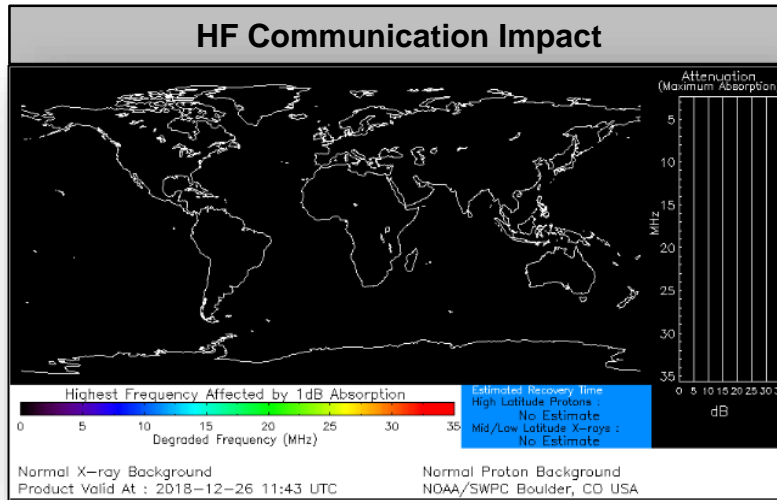 HF Communication Impact
Attenuation
(Maximum Absorption)
5
10
15
20
25
30
35
MHz
0 5 10 15 20 25 30
dB
Highest Frequency Affected by 1dB Absorption
0 5 10 15 20 25 30 35
Degraded Frequency (MHz)
Estimated Recovery Time
High Latitude Protons :
No Estimate
Mid/Low Latitude X-rays :
No Estimate
Normal X-ray Background
Normal Proton Background
Product Valid At : 2018-12-26 11:43 UTC
NOAA/SWPC Boulder, CO USA